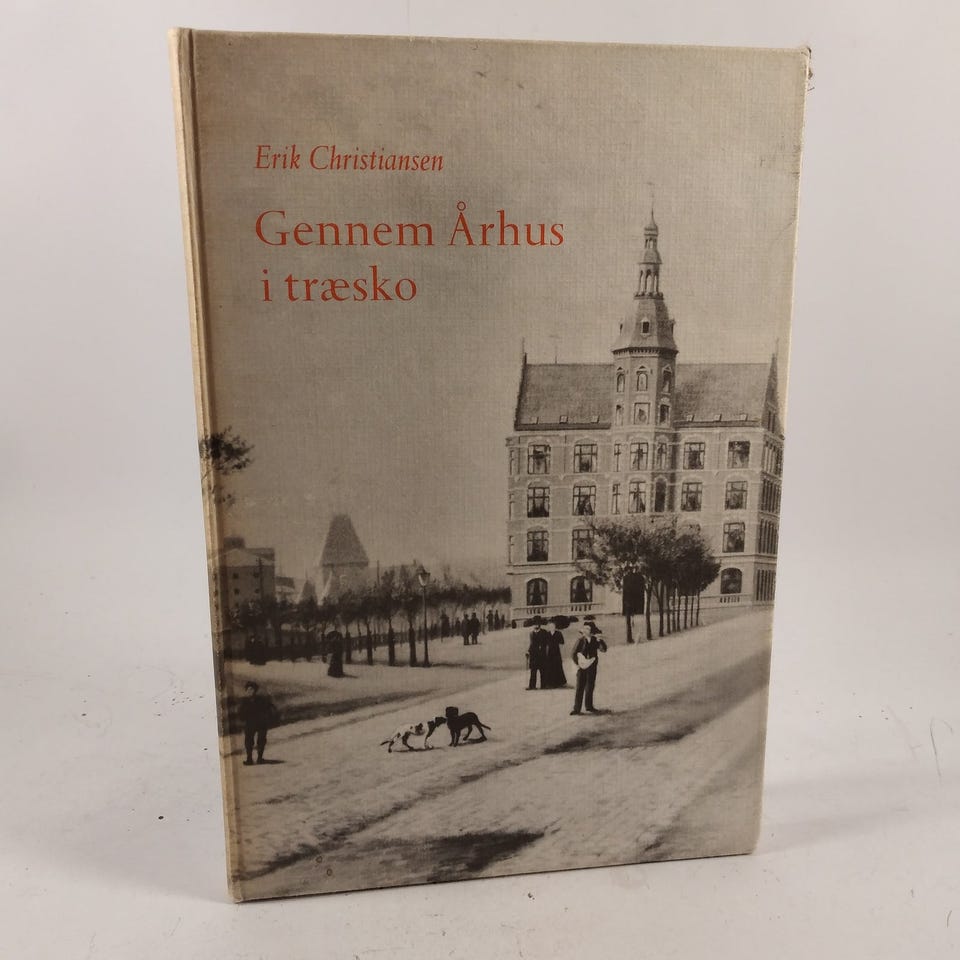 Erik Christiansen
Gennem Århus
i træsko